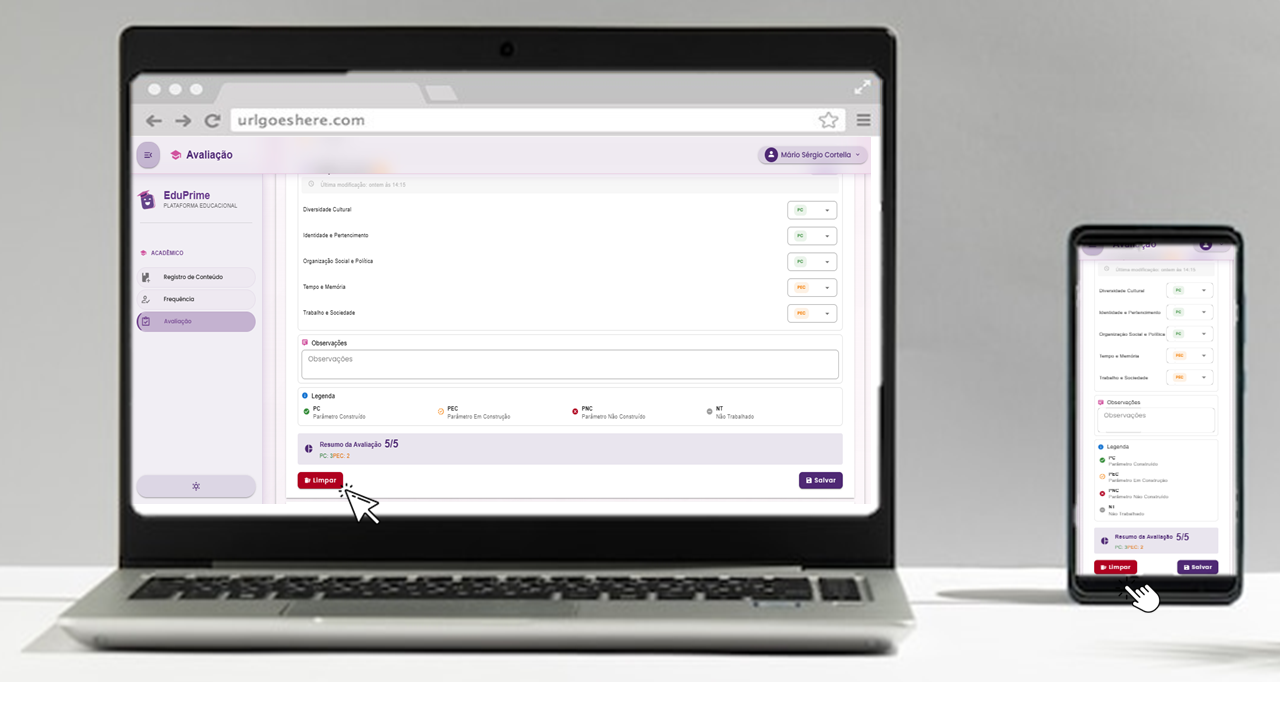 urlgoeshere.com
Avaliação
Mário Sérgio Cortella
EduPrime
PLATAFORMA EDUCACIONAL
ACADÊMICO
Registro de Conteúdo
Frequência
Avaliação
Última modificação: ontem às 14:15
Diversidade Cultural PC
Identidade e Pertencimento PC
Organização Social e Política PC
Tempo e Memória PEC
Trabalho e Sociedade PEC
Observações
Observações
Legenda
PC PEC PNC NT
Parâmetro Construído Parâmetro Em Construção Parâmetro Não Construído Não Trabalhado
Resumo da Avaliação 5/5
PC: 3PEC: 2
Limpar Salvar
Avaliação
Última modificação: ontem às 14:15
Diversidade Cultural PC
Identidade e Pertencimento PC
Organização Social e Política PC
Tempo e Memória PEC
Trabalho e Sociedade PEC
Observações
Observações
Legenda
PC
Parâmetro Construído
PEC
Parâmetro Em Construção
PNC
Parâmetro Não Construído
NT
Não Trabalhado
Resumo da Avaliação 5/5
PC: 3PEC: 2
Limpar Salvar